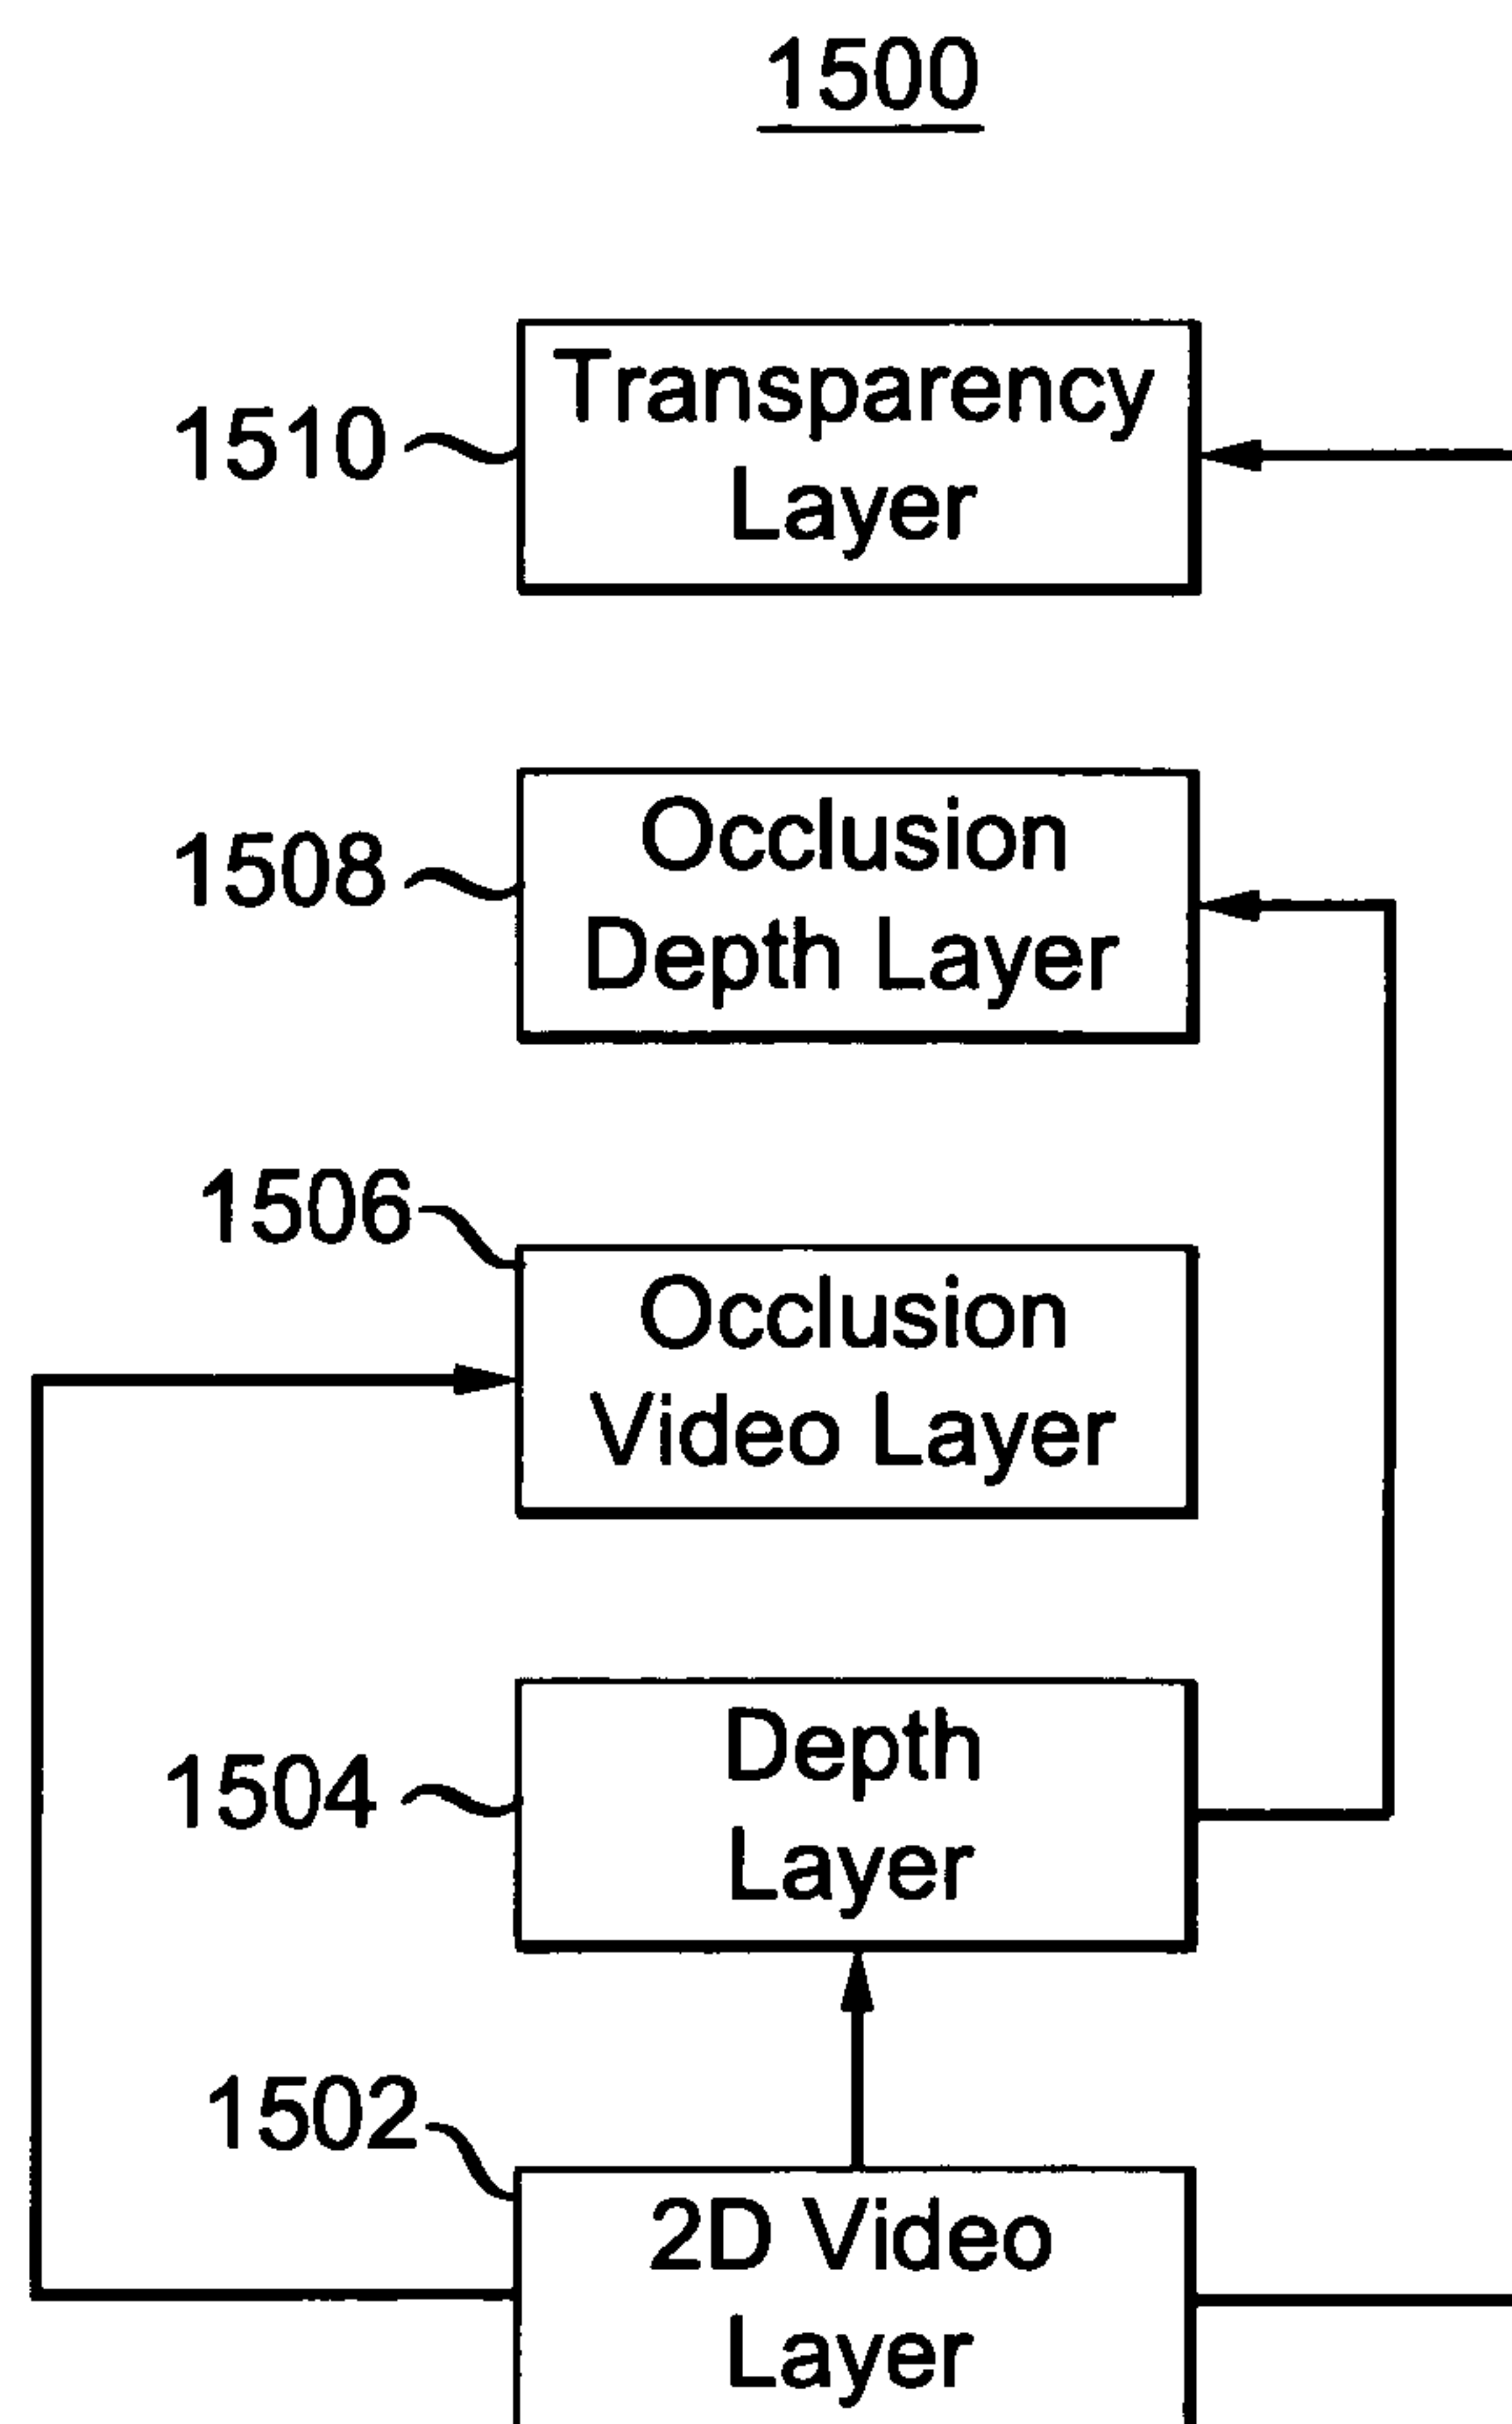 1500
1510
Transparency
Layer
1508
Occlusion
Depth Layer
1506
Occlusion
Video Layer
1504
Depth
Layer
1502
2D Video
Layer